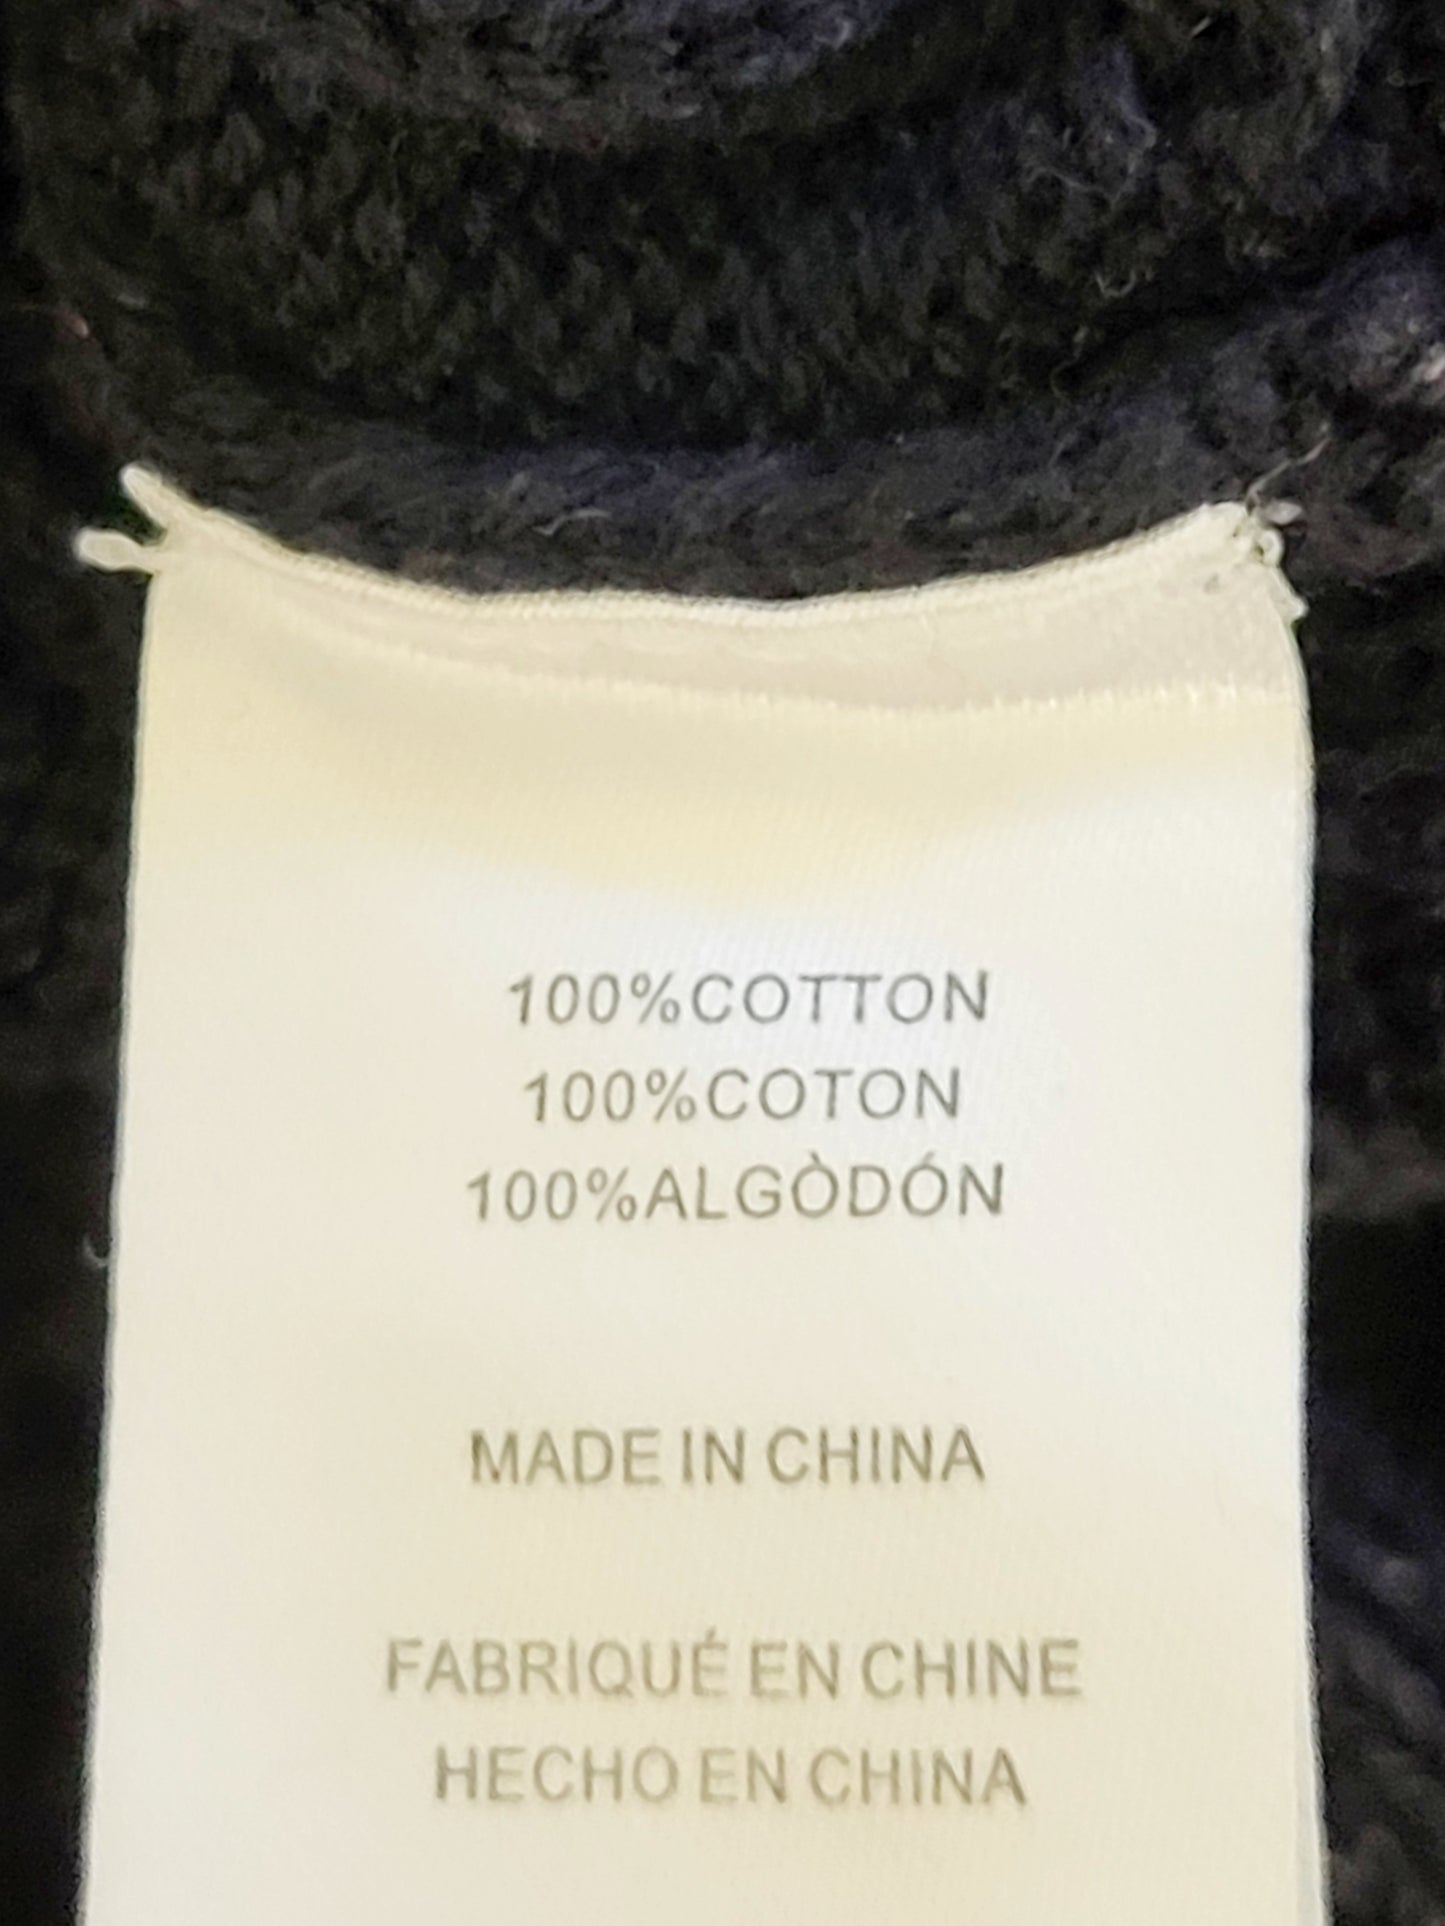 100%COTTON
100%COTON
100%ALGÒDÓN
MADE IN CHINA
FABRIQUÉ EN CHINE
HECHO EN CHINA